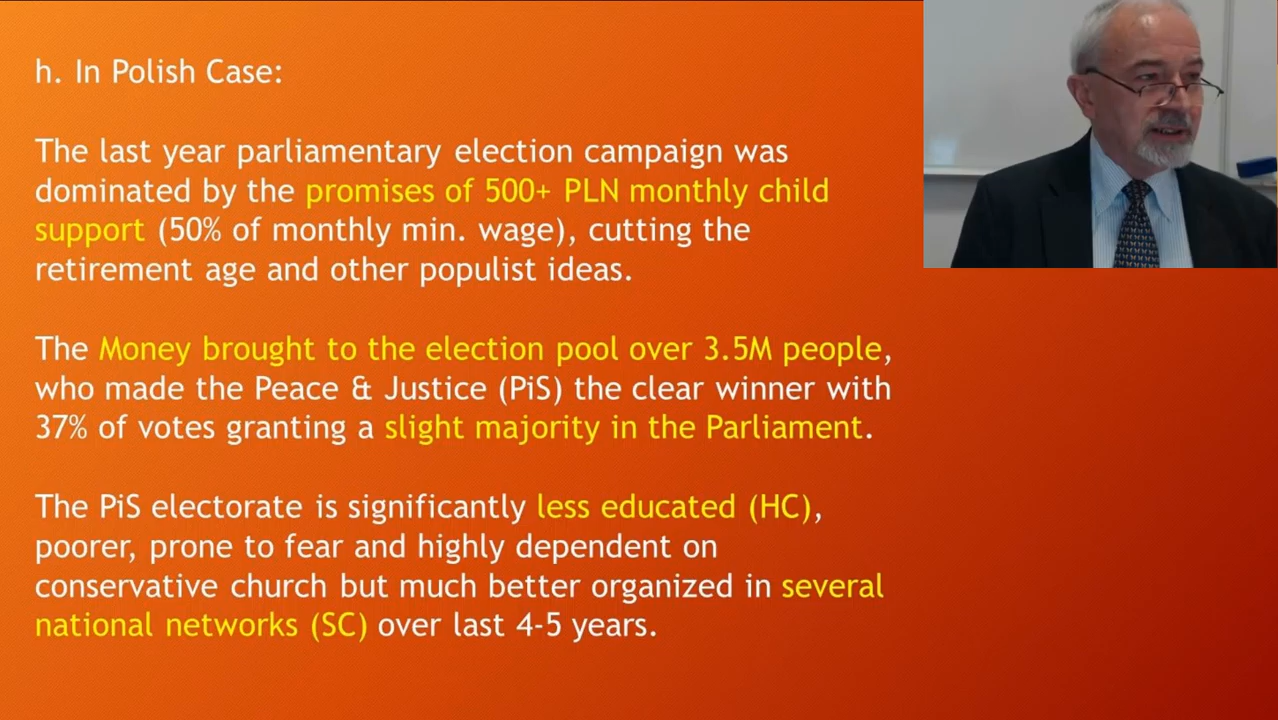 h. In Polish Case:
The last year parliamentary election campaign was
dominated by the promises of 500+ PLN monthly child
support (50% of monthly min. wage), cutting the
retirement age and other populist ideas.
The Money brought to the election pool over 3.5M people,
who made the Peace & Justice (PiS) the clear winner with
37% of votes granting a slight majority in the Parliament.
The PiS electorate is significantly less educated (HC),
poorer, prone to fear and highly dependent on
conservative church but much better organized in several
national networks (SC) over last 4-5 years.